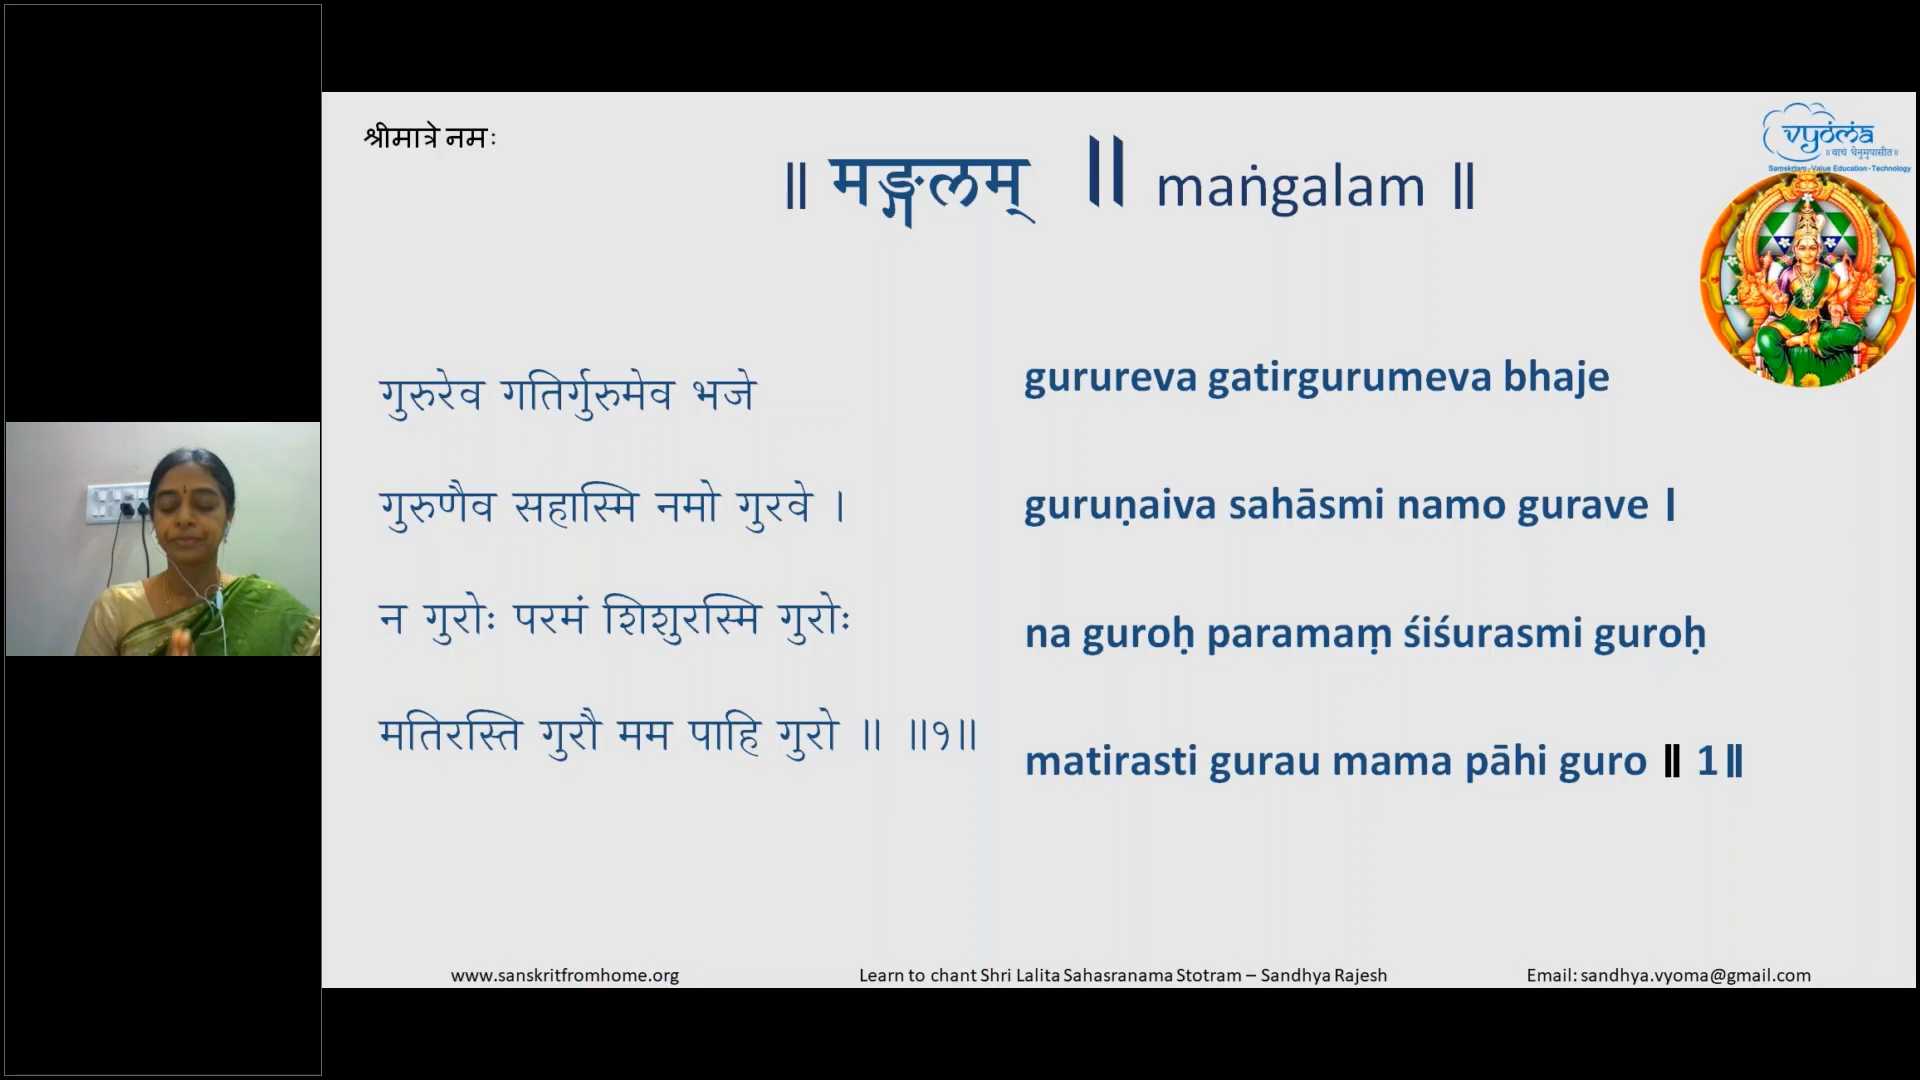 श्रीमात्रे नमः
॥ मङ्गलम् ॥ maṅgalam ॥
vyoma
॥ वाचं धेनुमुपासीत॥
Samskrtam-Value Education-Technology
गुरुरेव गतिर्गुरुमेव भजे
गुरुणैव सहास्मि नमो गुरवे ।
न गुरोः परमं शिशुरस्मि गुरोः
मतिरस्ति गुरौ मम पाहि गुरो ॥ ॥१॥
gurureva gatirgurumeva bhaje
guruṇaiva sahāsmi namo gurave |
na guroḥ paramaṃ śiśurasmi guroḥ
matirasti gurau mama pāhi guro ॥ 1॥
www.sanskritfromhome.org
Learn to chant Shri Lalita Sahasranama Stotram – Sandhya Rajesh
Email: sandhya.vyoma@gmail.com